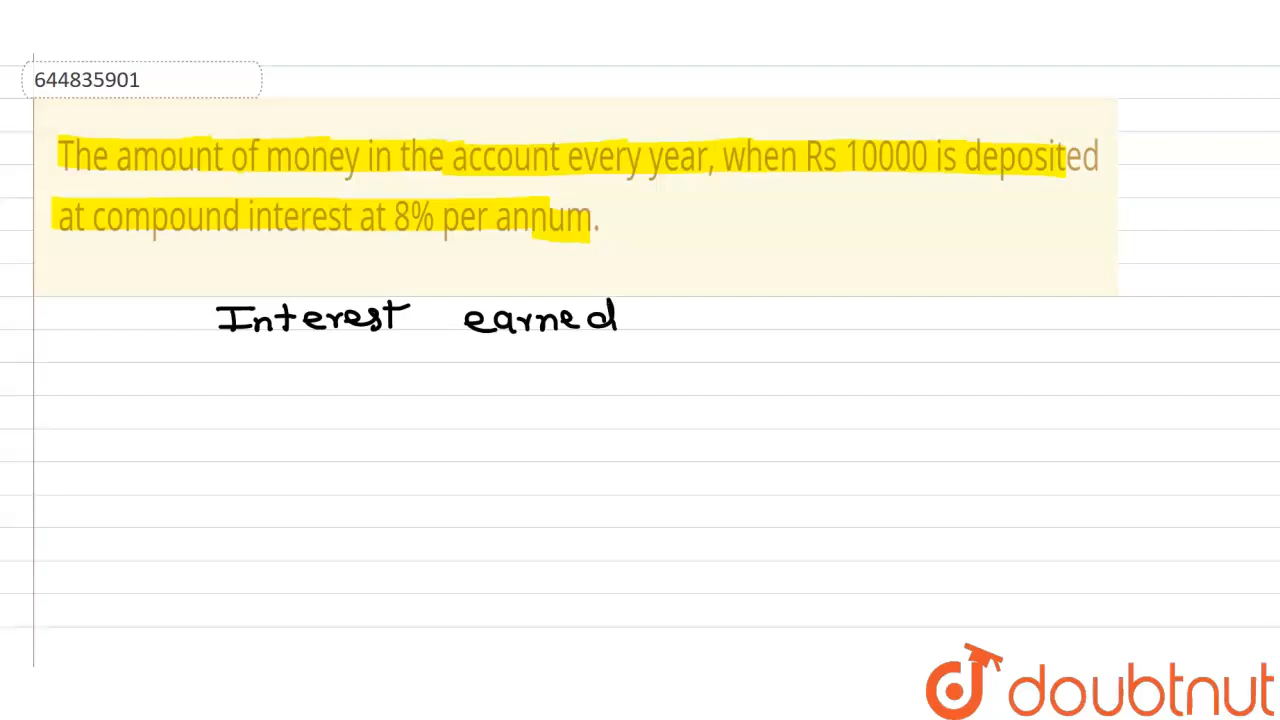 644835901
The amount of money in the account every year, when Rs 10000 is deposited
at compound interest at 8% per annum.
Interest earned
doubtnut